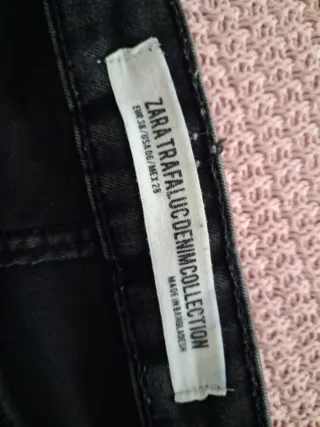 ZARA TRAFALUC DENIM COLLECTION
EUR 38/USA 06/MEX 28
MADE IN BANGLADESH